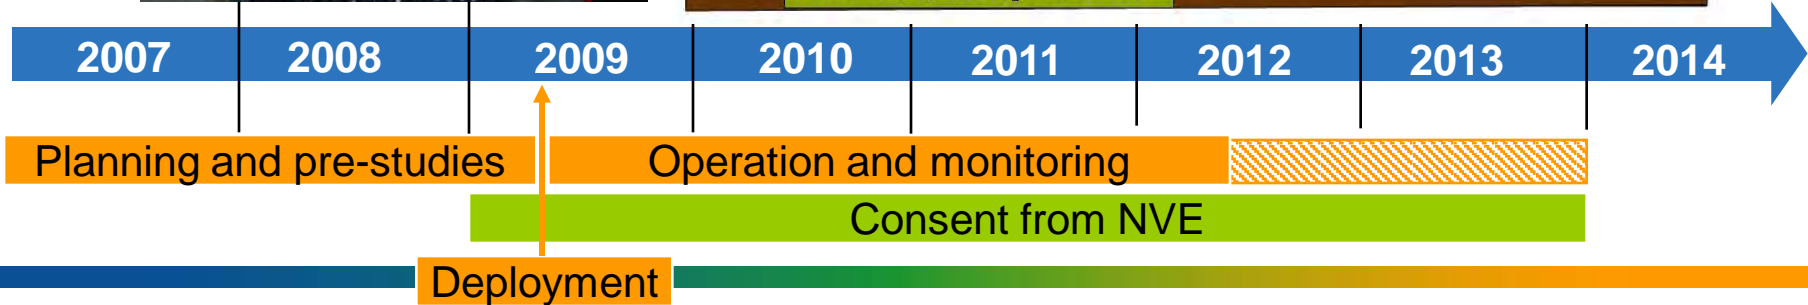 2007 2008 2009 2010 2011 2012 2013 2014
Planning and pre-studies Operation and monitoring
Consent from NVE
Deployment